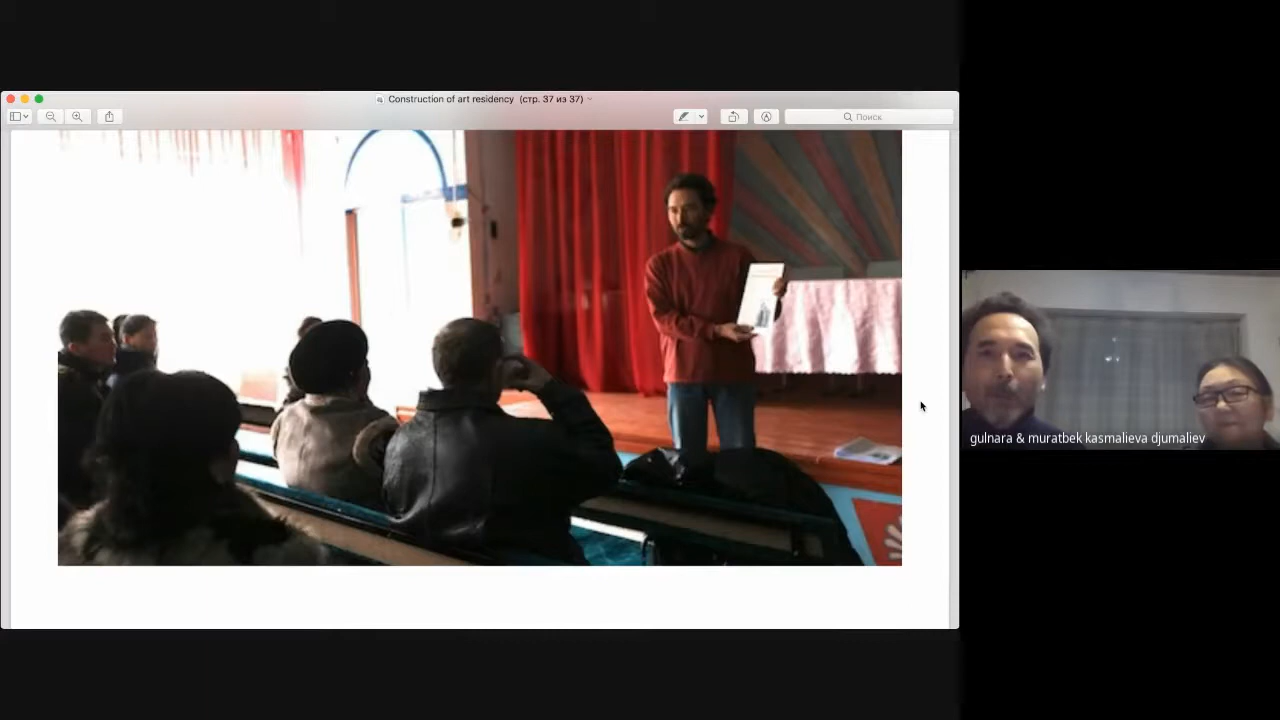 Construction of art residency (стр. 37 из 37)
Поиск
gulnara & muratbek kasmalieva djumaliev